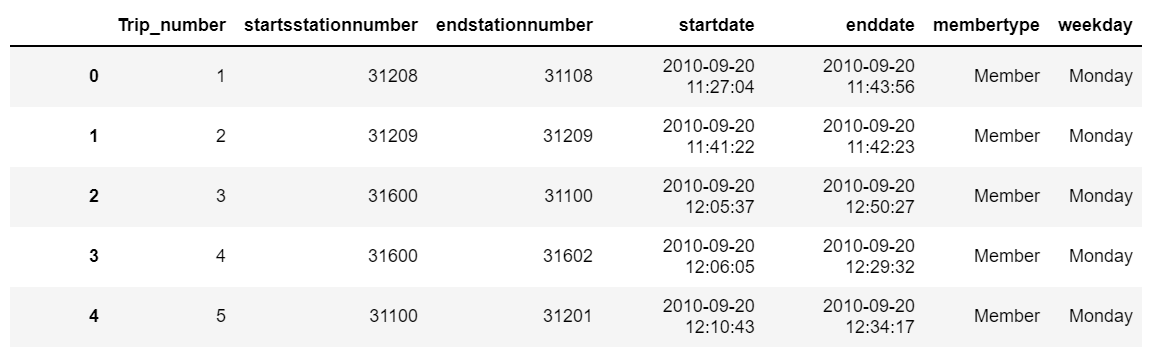 Trip_number startsstationnumber endstationnumber startdate enddate membertype weekday
0 1 31208 31108 2010-09-20 11:27:04 2010-09-20 11:43:56 Member Monday
1 2 31209 31209 2010-09-20 11:41:22 2010-09-20 11:42:23 Member Monday
2 3 31600 31100 2010-09-20 12:05:37 2010-09-20 12:50:27 Member Monday
3 4 31600 31602 2010-09-20 12:06:05 2010-09-20 12:29:32 Member Monday
4 5 31100 31201 2010-09-20 12:10:43 2010-09-20 12:34:17 Member Monday